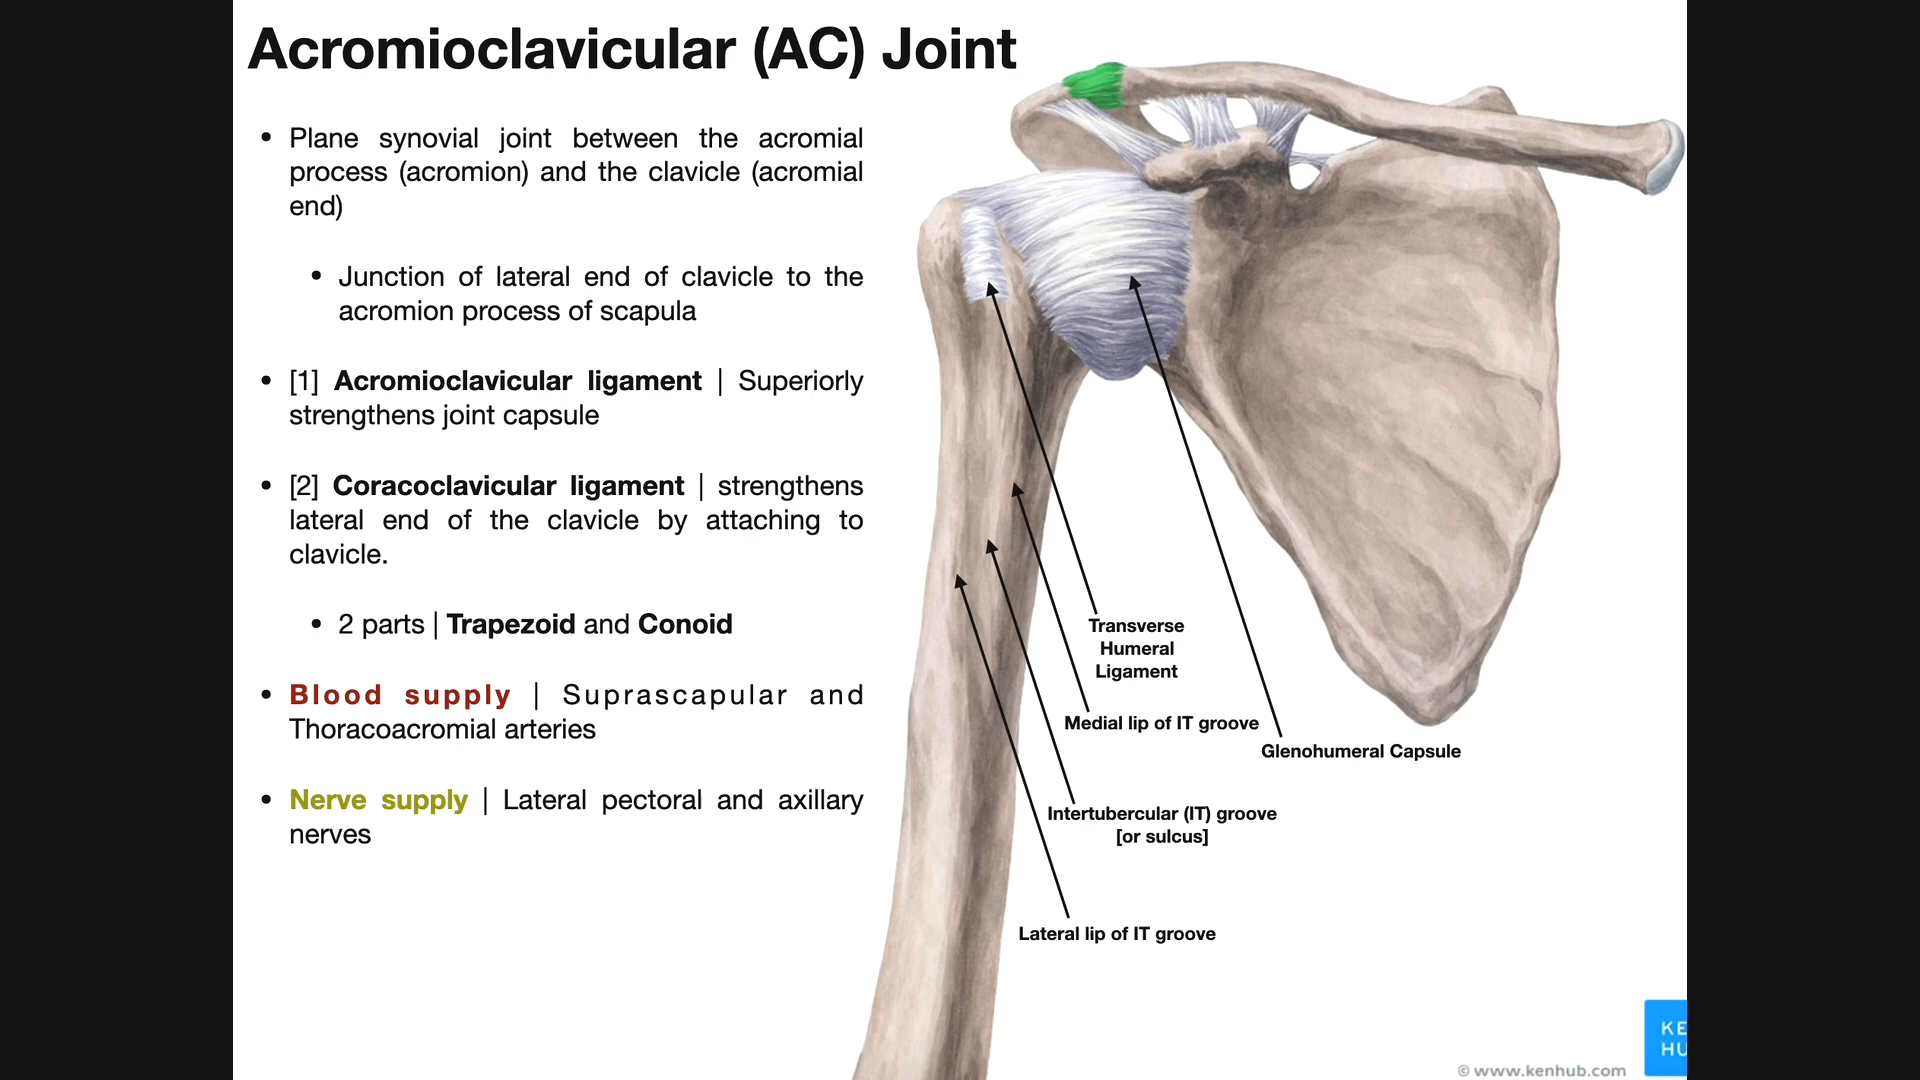 Acromioclavicular (AC) Joint
• Plane synovial joint between the acromial
process (acromion) and the clavicle (acromial
end)
• Junction of lateral end of clavicle to the
acromion process of scapula
• [1] Acromioclavicular ligament | Superiorly
strengthens joint capsule
• [2] Coracoclavicular ligament | strengthens
lateral end of the clavicle by attaching to
clavicle.
• 2 parts | Trapezoid and Conoid
• Blood supply | Suprascapular and
Thoracoacromial arteries
• Nerve supply | Lateral pectoral and axillary
nerves
Transverse
Humeral
Ligament
Medial lip of IT groove
Glenohumeral Capsule
Intertubercular (IT) groove
[or sulcus]
Lateral lip of IT groove
KE
HU
© www.kenhub.com